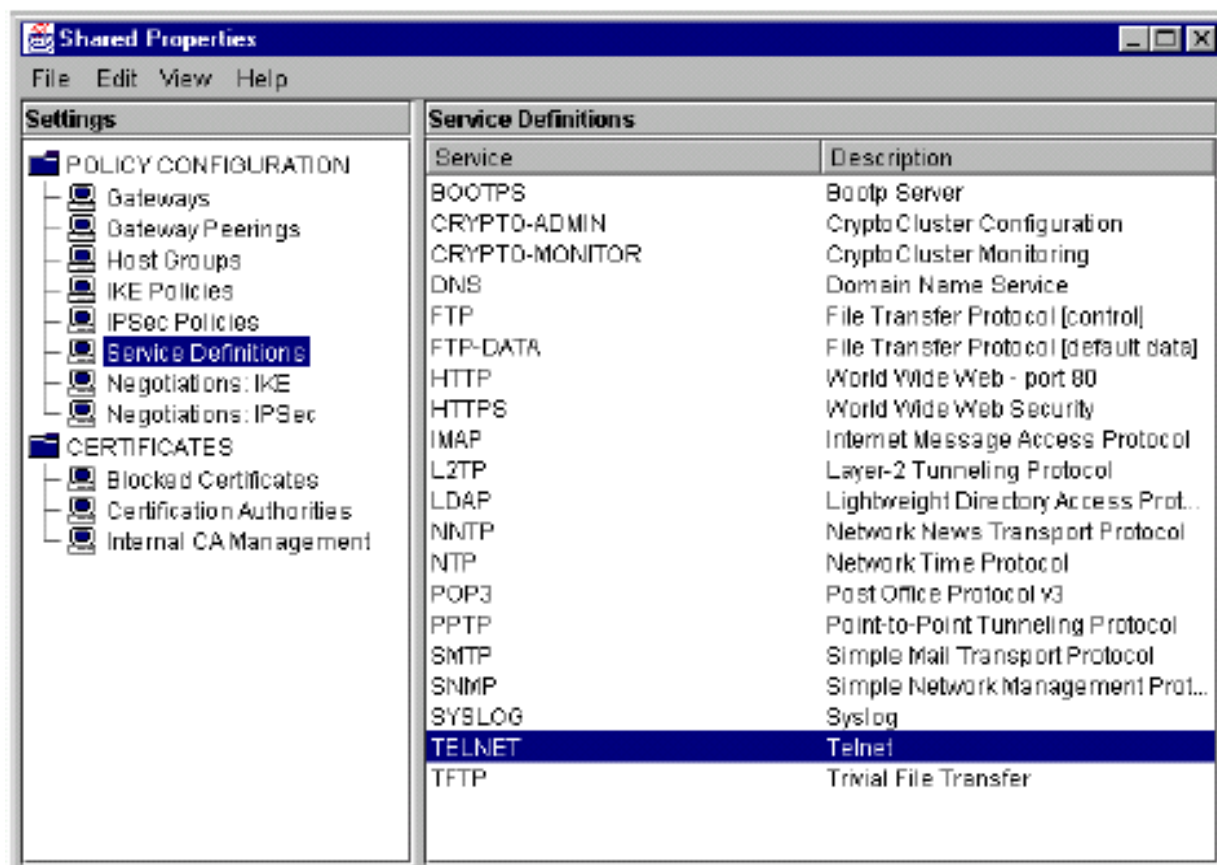 Shared Properties
File Edit View Help
Settings
POLICY CONFIGURATION
Gateways
Gateway Peerings
Host Groups
IKE Policies
IPSec Policies
Service Definitions
Negotiations: IKE
Negotiations: IPSec
CERTIFICATES
Blocked Certificates
Certification Authorities
Internal CA Management
Service Definitions
Service Description
BOOTPS Bootp Server
CRYPTO-ADMIN CryptoCluster Configuration
CRYPTO-MONITOR CryptoCluster Monitoring
DNS Domain Name Service
FTP File Transfer Protocol [control]
FTP-DATA File Transfer Protocol [default data]
HTTP World Wide Web - port 80
HTTPS World Wide Web Security
IMAP Internet Message Access Protocol
L2TP Layer-2 Tunneling Protocol
LDAP Lightweight Directory Access Prot...
NNTP Network News Transport Protocol
NTP Network Time Protocol
POP3 Post Office Protocol v3
PPTP Point-to-Point Tunneling Protocol
SMTP Simple Mail Transport Protocol
SNMP Simple Network Management Prot...
SYSLOG Syslog
TELNET Telnet
TFTP Trivial File Transfer